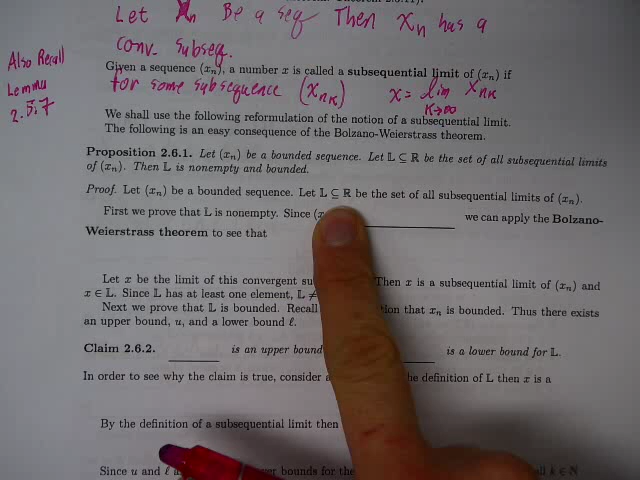 Let Xn Be a seq Then Xn has a
conv. subseq.
Also Recall
Lemma
2.5.7
Given a sequence (xn), a number x is called a subsequential limit of (xn) if
for some subsequence (Xnk) x = lim Xnk
k→∞
We shall use the following reformulation of the notion of a subsequential limit.
The following is an easy consequence of the Bolzano-Weierstrass theorem.
Proposition 2.6.1. Let (xn) be a bounded sequence. Let 𝕃 ⊆ ℝ be the set of all subsequential limits
of (xn). Then 𝕃 is nonempty and bounded.
Proof. Let (xn) be a bounded sequence. Let 𝕃 ⊆ ℝ be the set of all subsequential limits of (xn).
First we prove that 𝕃 is nonempty. Since we can apply the Bolzano-
Weierstrass theorem to see that
Let x be the limit of this convergent Then x is a subsequential limit of (xn) and
x ∈ 𝕃. Since 𝕃 has at least one element, 𝕃 ≠
Next we prove that 𝕃 is bounded. Recall that xn is bounded. Thus there exists
an upper bound, u, and a lower bound ℓ.
Claim 2.6.2. is an upper bound is a lower bound for 𝕃.
In order to see why the claim is true, consider the definition of 𝕃 then x is a
By the definition of a subsequential limit then
Since u and ℓ bounds for the k ∈ ℕ